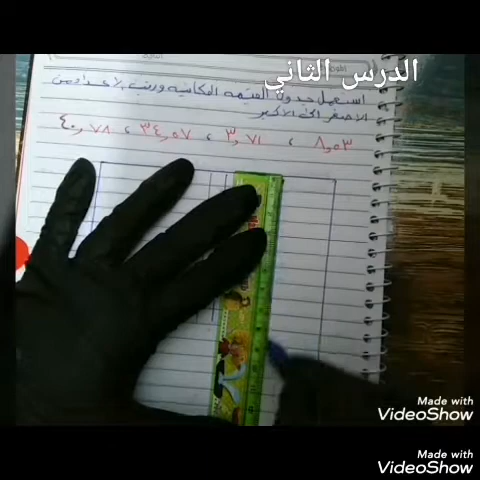 الدرس الثاني
استعمل جدول القيمة المكانية ورتب الاعداد من
الاصغر الى الاكبر
٨,٥٣ ، ٣,٧١ ، ٣٤,٥٧ ، ٤٠,٧٨
Made with
VideoShow
Made with
VideoShow